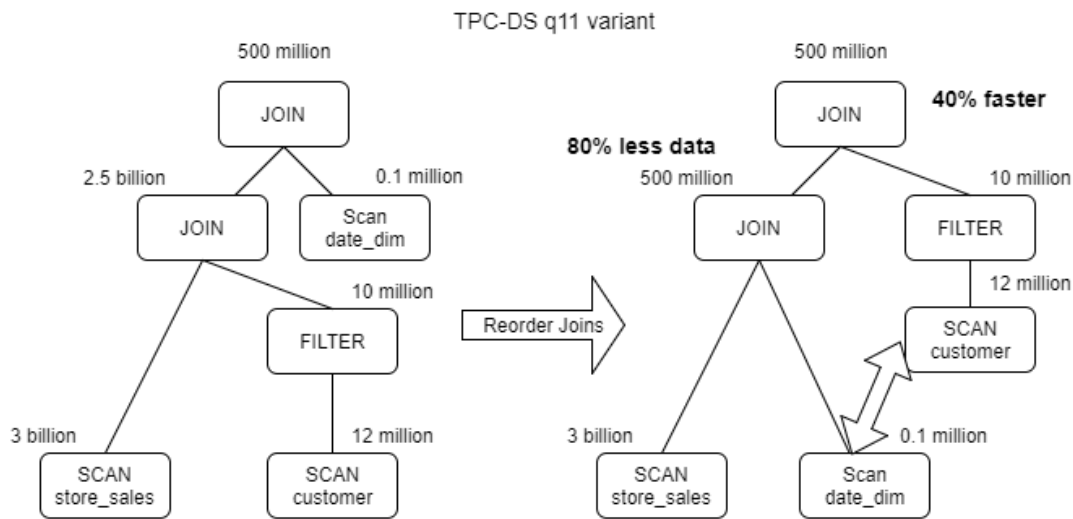 TPC-DS q11 variant
500 million
JOIN
2.5 billion
0.1 million
JOIN
Scan
date_dim
10 million
FILTER
3 billion
12 million
SCAN
store_sales
SCAN
customer
Reorder Joins
500 million
JOIN
40% faster
80% less data
500 million
10 million
JOIN
FILTER
12 million
SCAN
customer
3 billion
0.1 million
SCAN
store_sales
Scan
date_dim